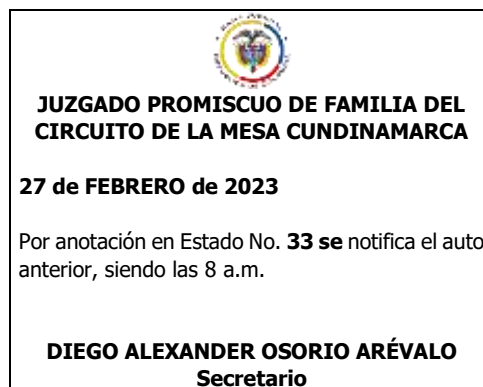 JUZGADO PROMISCUO DE FAMILIA DEL
CIRCUITO DE LA MESA CUNDINAMARCA
27 de FEBRERO de 2023
Por anotación en Estado No. 33 se notifica el auto
anterior, siendo las 8 a.m.
DIEGO ALEXANDER OSORIO ARÉVALO
Secretario